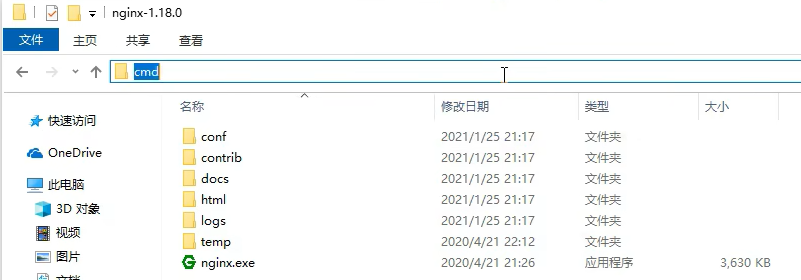 nginx-1.18.0
文件 主页 共享 查看
cmd
名称 修改日期 类型 大小
快速访问
OneDrive
此电脑
3D 对象
视频
图片
conf 2021/1/25 21:17 文件夹
contrib 2021/1/25 21:17 文件夹
docs 2021/1/25 21:17 文件夹
html 2021/1/25 21:17 文件夹
logs 2021/1/25 21:17 文件夹
temp 2020/4/21 22:12 文件夹
nginx.exe 2020/4/21 21:26 应用程序 3,630 KB